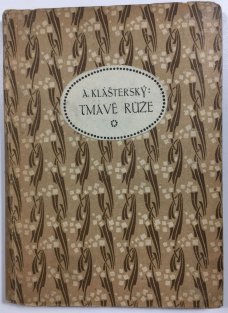 A. KLÁŠTERSKÝ:
TMAVÉ RŮŽE